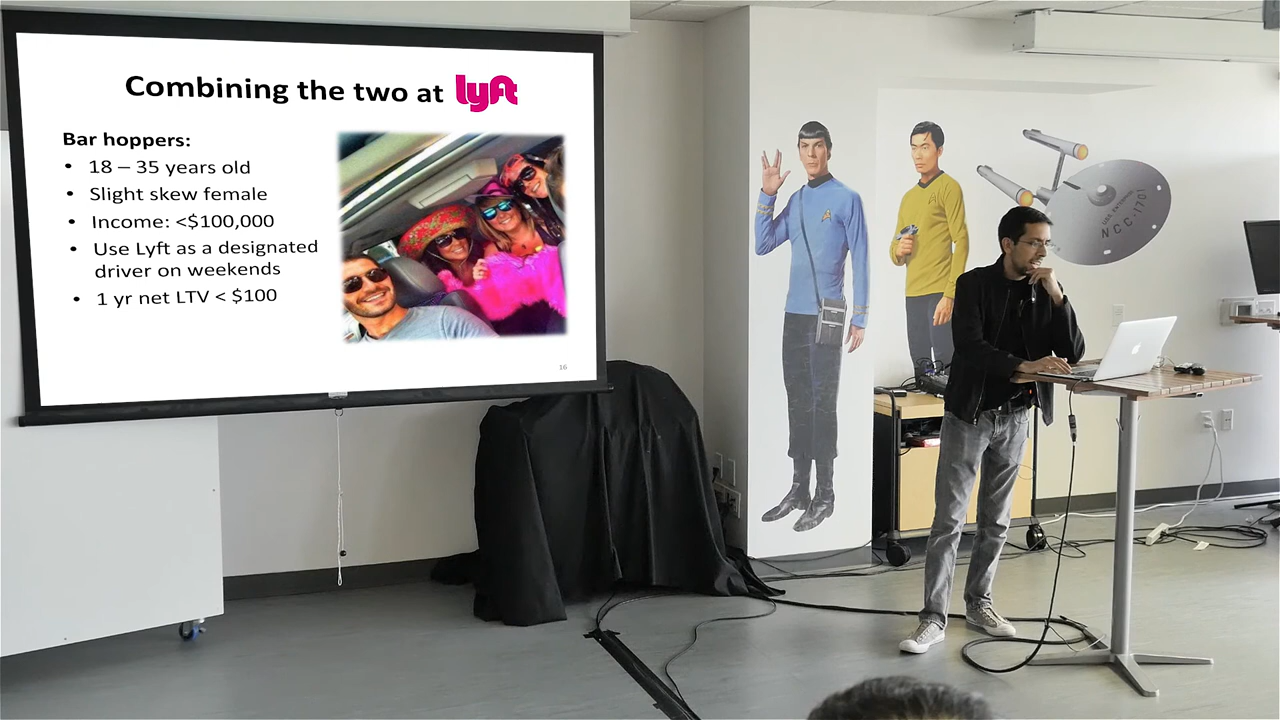 Combining the two at lyft
Bar hoppers:
• 18 – 35 years old
• Slight skew female
• Income: <$100,000
• Use Lyft as a designated
driver on weekends
• 1 yr net LTV < $100
16
U.S.S. ENTERPRISE
NCC-1701